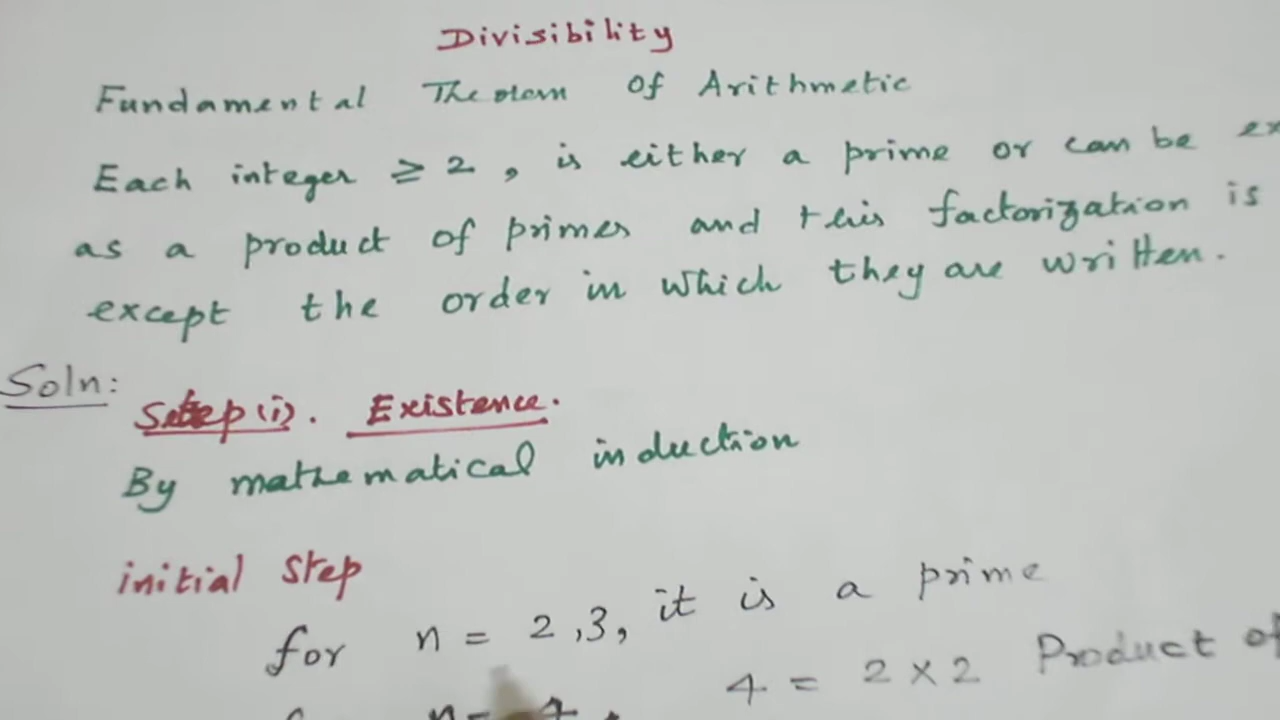 Divisibility
Fundamental Theorem of Arithmetic
Each integer ≥ 2, is either a prime or can be ex
as a product of primes and this factorization is
except the order in which they are written.
Soln:
Step (i). Existence.
By mathematical induction
initial step
for n = 2,3, it is a prime
n = 4, 4 = 2 × 2 Product of